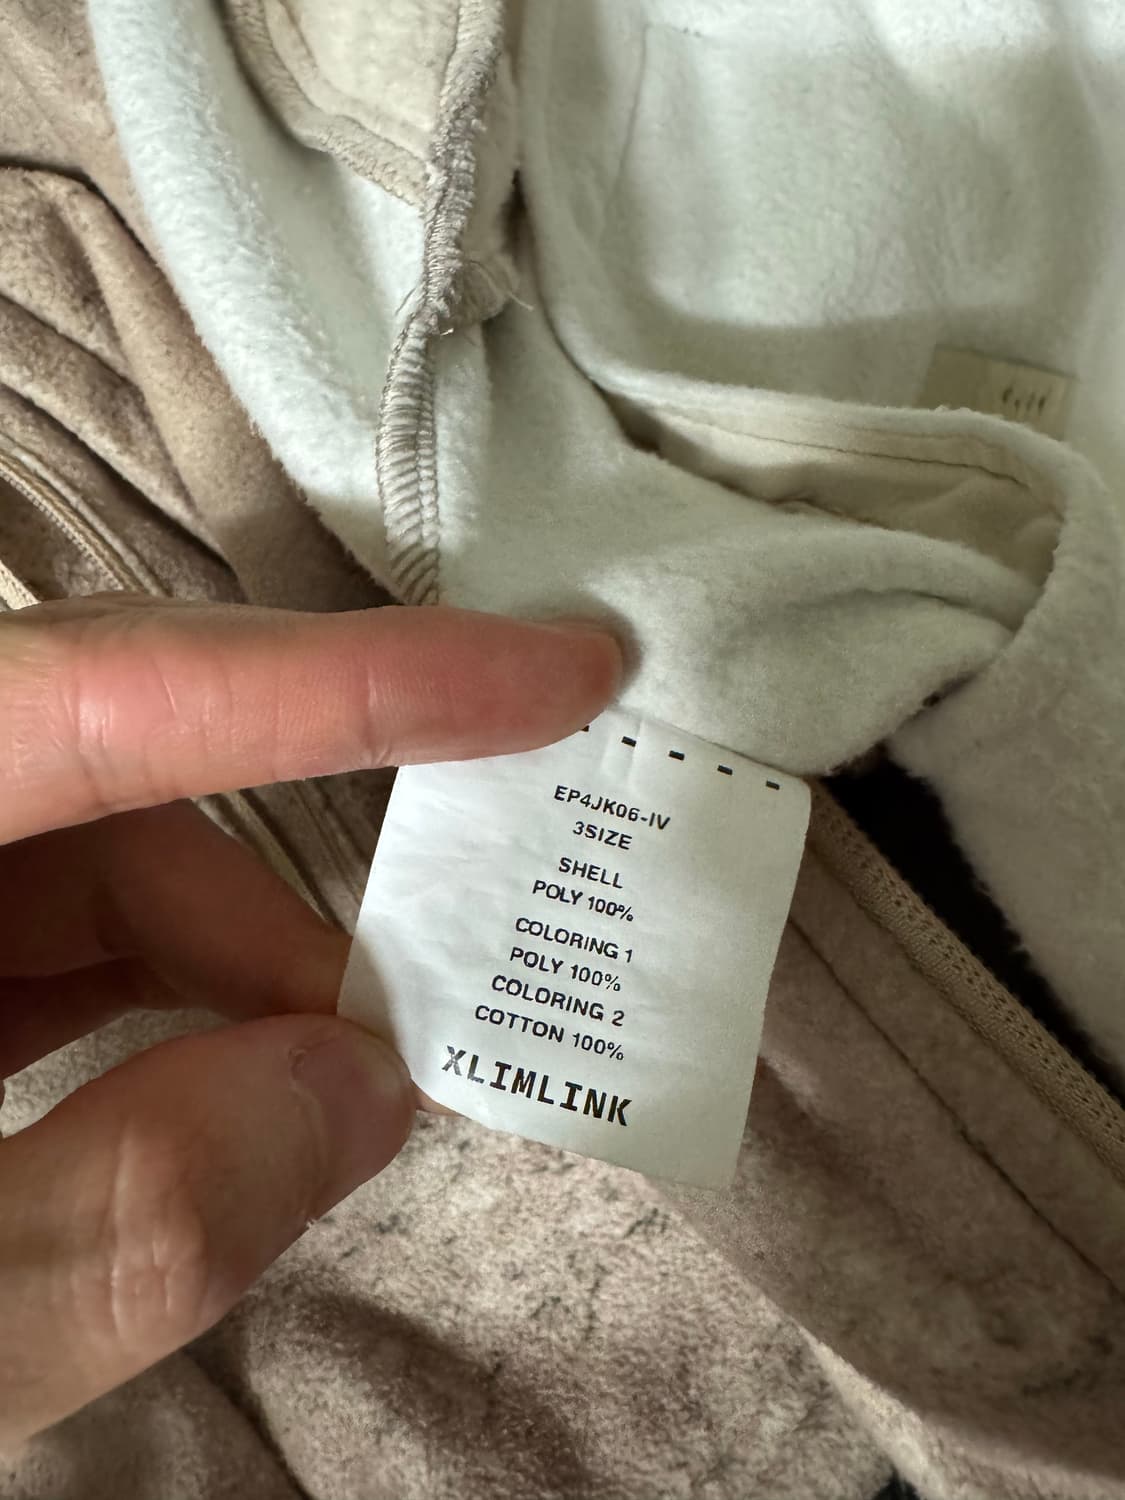 EP4JK06-IV
3SIZE
SHELL
POLY 100%
COLORING 1
POLY 100%
COLORING 2
COTTON 100%
XLIMLINK